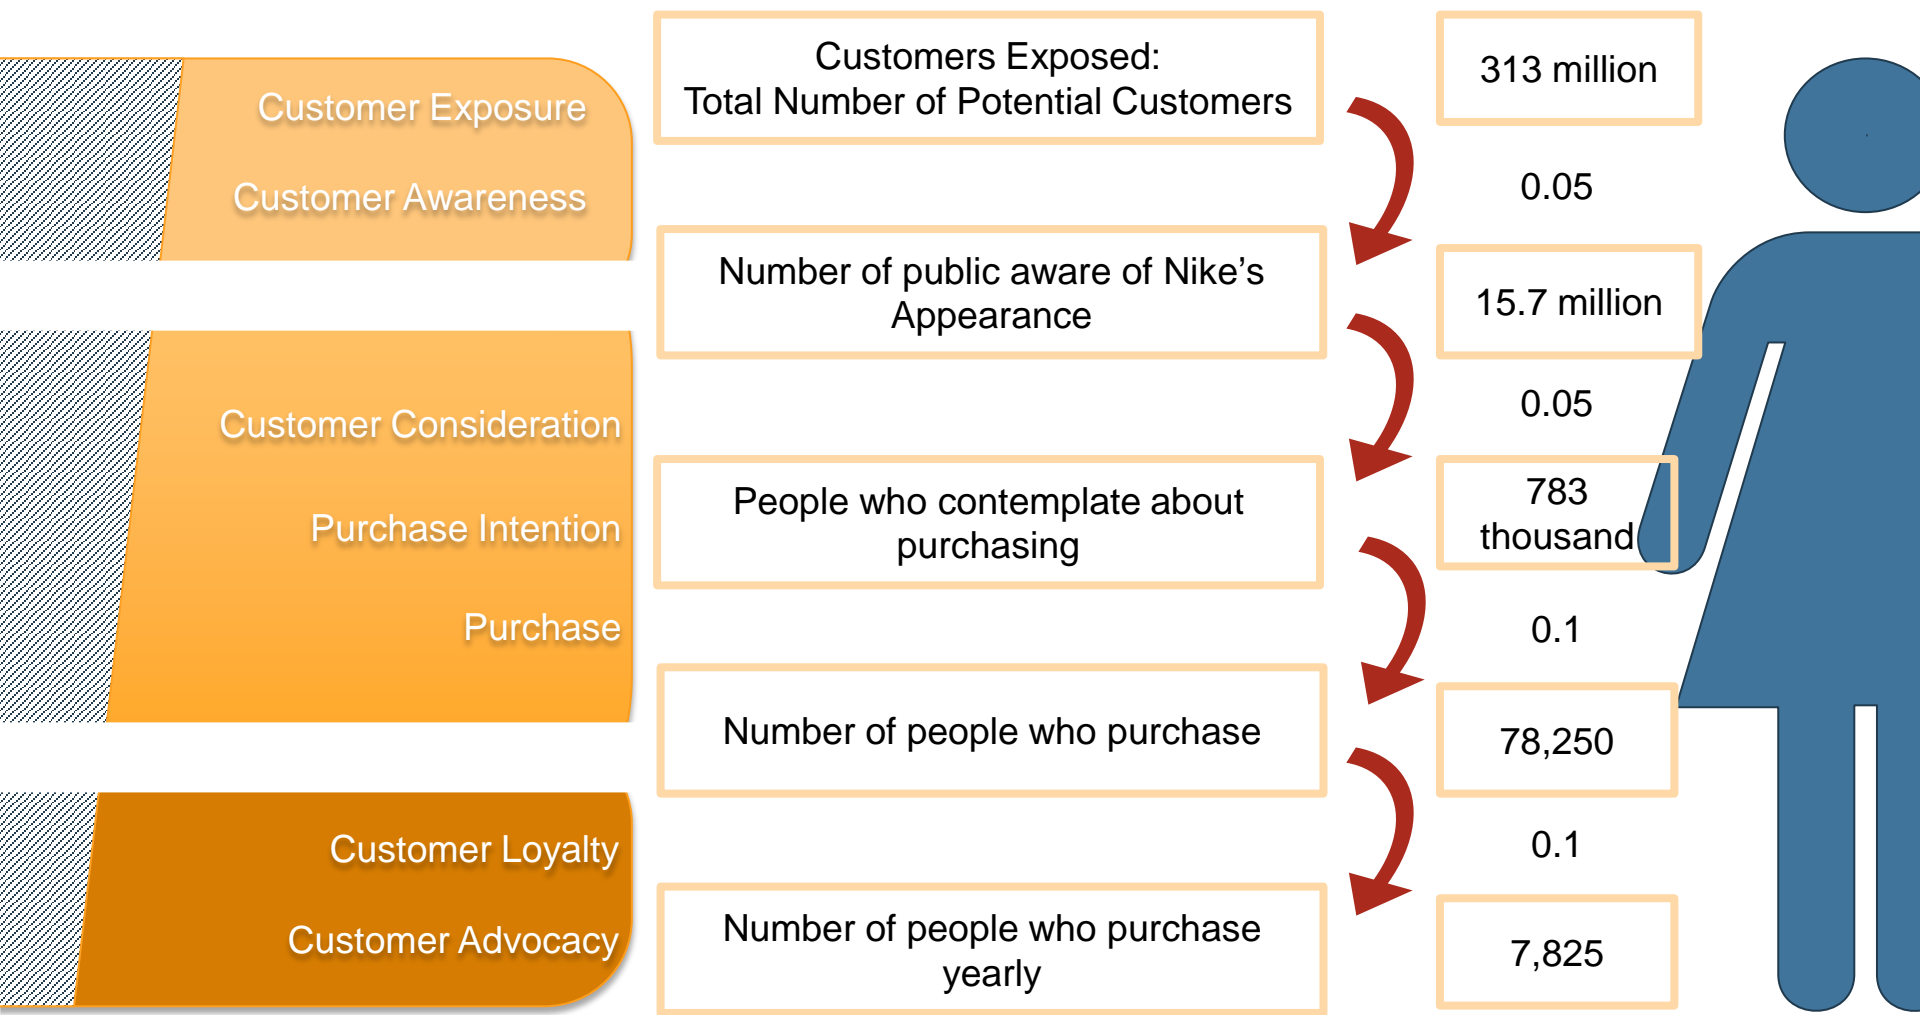 Customer Exposure
Customer Awareness
Customer Consideration
Purchase Intention
Purchase
Customer Loyalty
Customer Advocacy
Customers Exposed:
Total Number of Potential Customers
Number of public aware of Nike’s
Appearance
People who contemplate about
purchasing
Number of people who purchase
Number of people who purchase
yearly
313 million
0.05
15.7 million
0.05
783
thousand
0.1
78,250
0.1
7,825